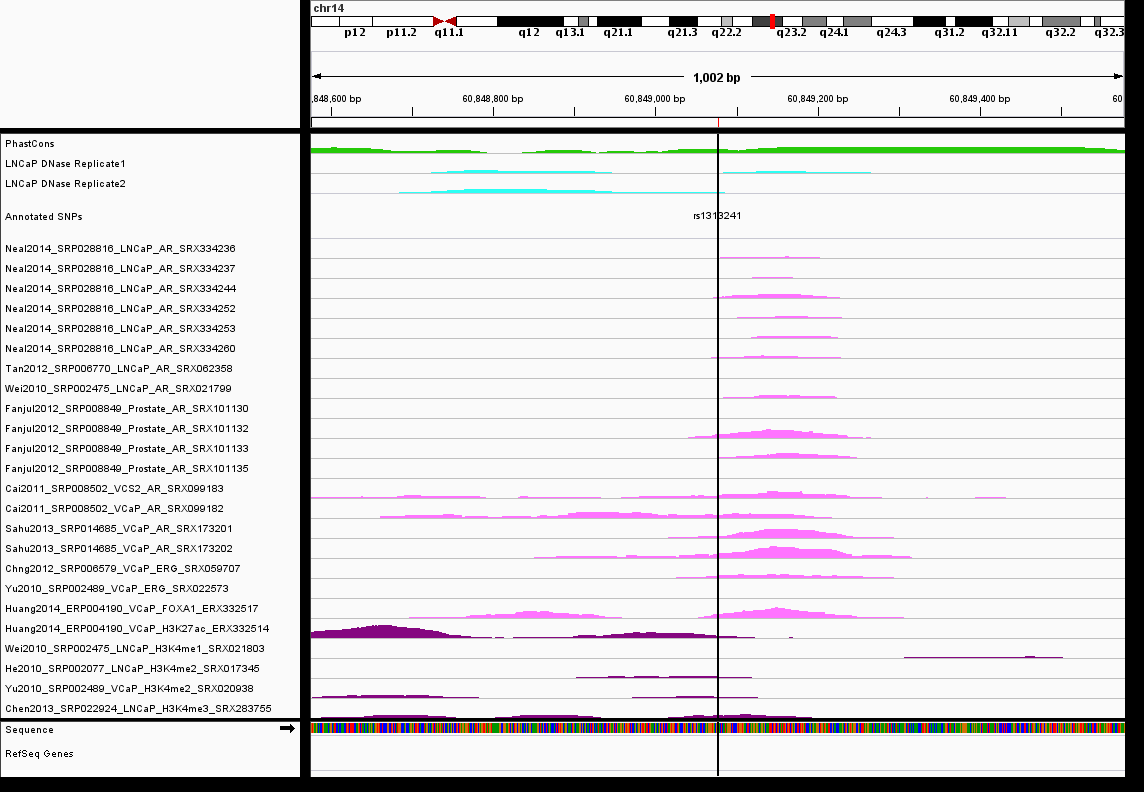 chr14
p12 p11.2 q11.1 q12 q13.1 q21.1 q21.3 q22.2 q23.2 q24.1 q24.3 q31.2 q32.11 q32.2 q32.3
1,002 bp
,848,600 bp 60,848,800 bp 60,849,000 bp 60,849,200 bp 60,849,400 bp 60
PhastCons
LNCaP DNase Replicate1
LNCaP DNase Replicate2
Annotated SNPs rs1313241
Neal2014_SRP028816_LNCaP_AR_SRX334236
Neal2014_SRP028816_LNCaP_AR_SRX334237
Neal2014_SRP028816_LNCaP_AR_SRX334244
Neal2014_SRP028816_LNCaP_AR_SRX334252
Neal2014_SRP028816_LNCaP_AR_SRX334253
Neal2014_SRP028816_LNCaP_AR_SRX334260
Tan2012_SRP006770_LNCaP_AR_SRX062358
Wei2010_SRP002475_LNCaP_AR_SRX021799
Fanjul2012_SRP008849_Prostate_AR_SRX101130
Fanjul2012_SRP008849_Prostate_AR_SRX101132
Fanjul2012_SRP008849_Prostate_AR_SRX101133
Fanjul2012_SRP008849_Prostate_AR_SRX101135
Cai2011_SRP008502_VCS2_AR_SRX099183
Cai2011_SRP008502_VCaP_AR_SRX099182
Sahu2013_SRP014685_VCaP_AR_SRX173201
Sahu2013_SRP014685_VCaP_AR_SRX173202
Chng2012_SRP006579_VCaP_ERG_SRX059707
Yu2010_SRP002489_VCaP_ERG_SRX022573
Huang2014_ERP004190_VCaP_FOXA1_ERX332517
Huang2014_ERP004190_VCaP_H3K27ac_ERX332514
Wei2010_SRP002475_LNCaP_H3K4me1_SRX021803
He2010_SRP002077_LNCaP_H3K4me2_SRX017345
Yu2010_SRP002489_VCaP_H3K4me2_SRX020938
Chen2013_SRP022924_LNCaP_H3K4me3_SRX283755
Sequence
RefSeq Genes